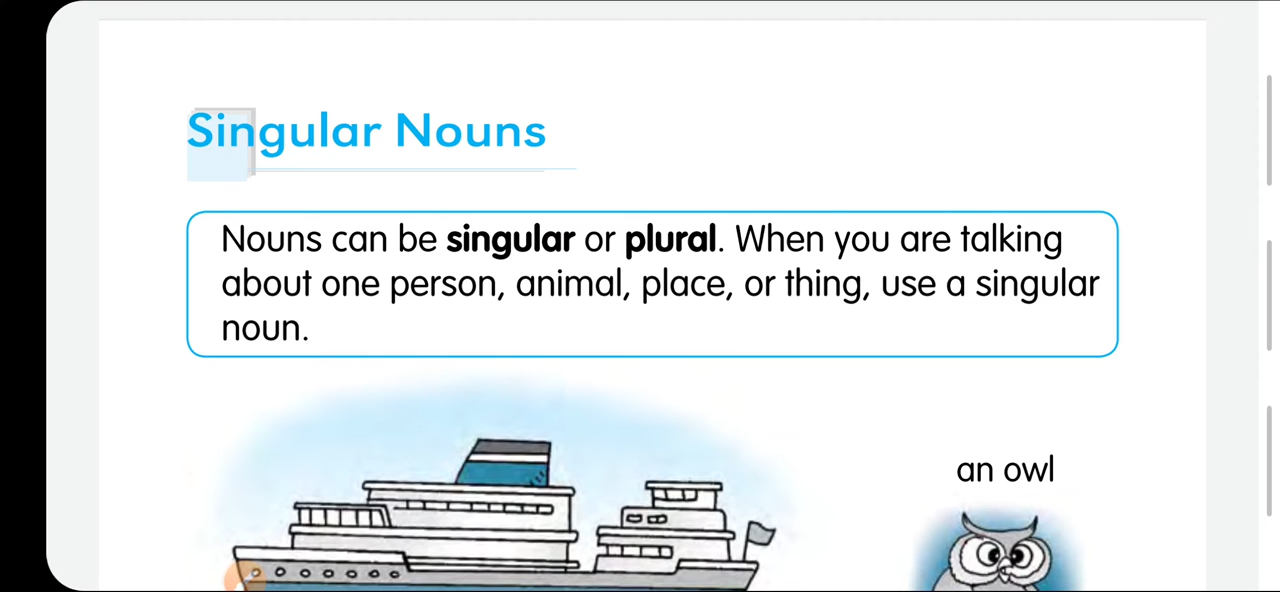 Singular Nouns
Nouns can be singular or plural. When you are talking
about one person, animal, place, or thing, use a singular
noun.
an owl